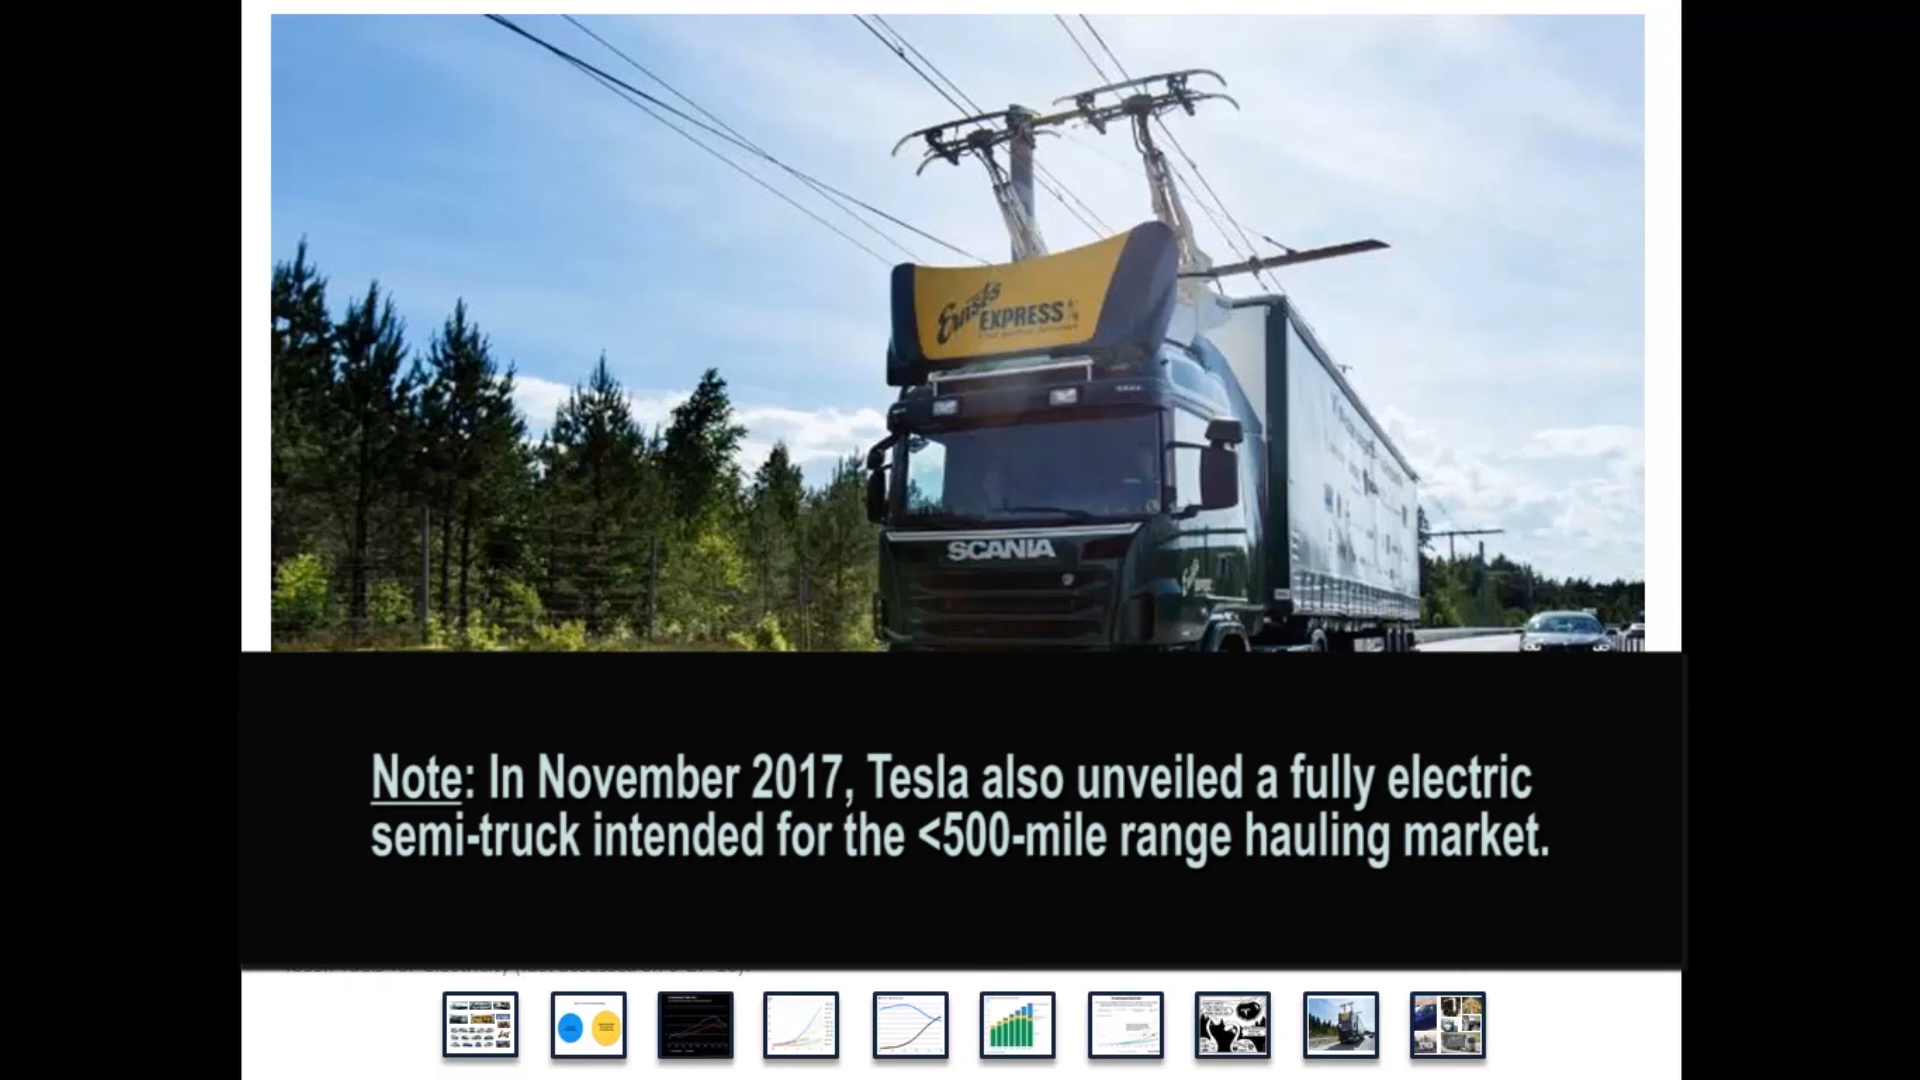 Ernsts
EXPRESS
SCANIA
Note: In November 2017, Tesla also unveiled a fully electric
semi-truck intended for the <500-mile range hauling market.